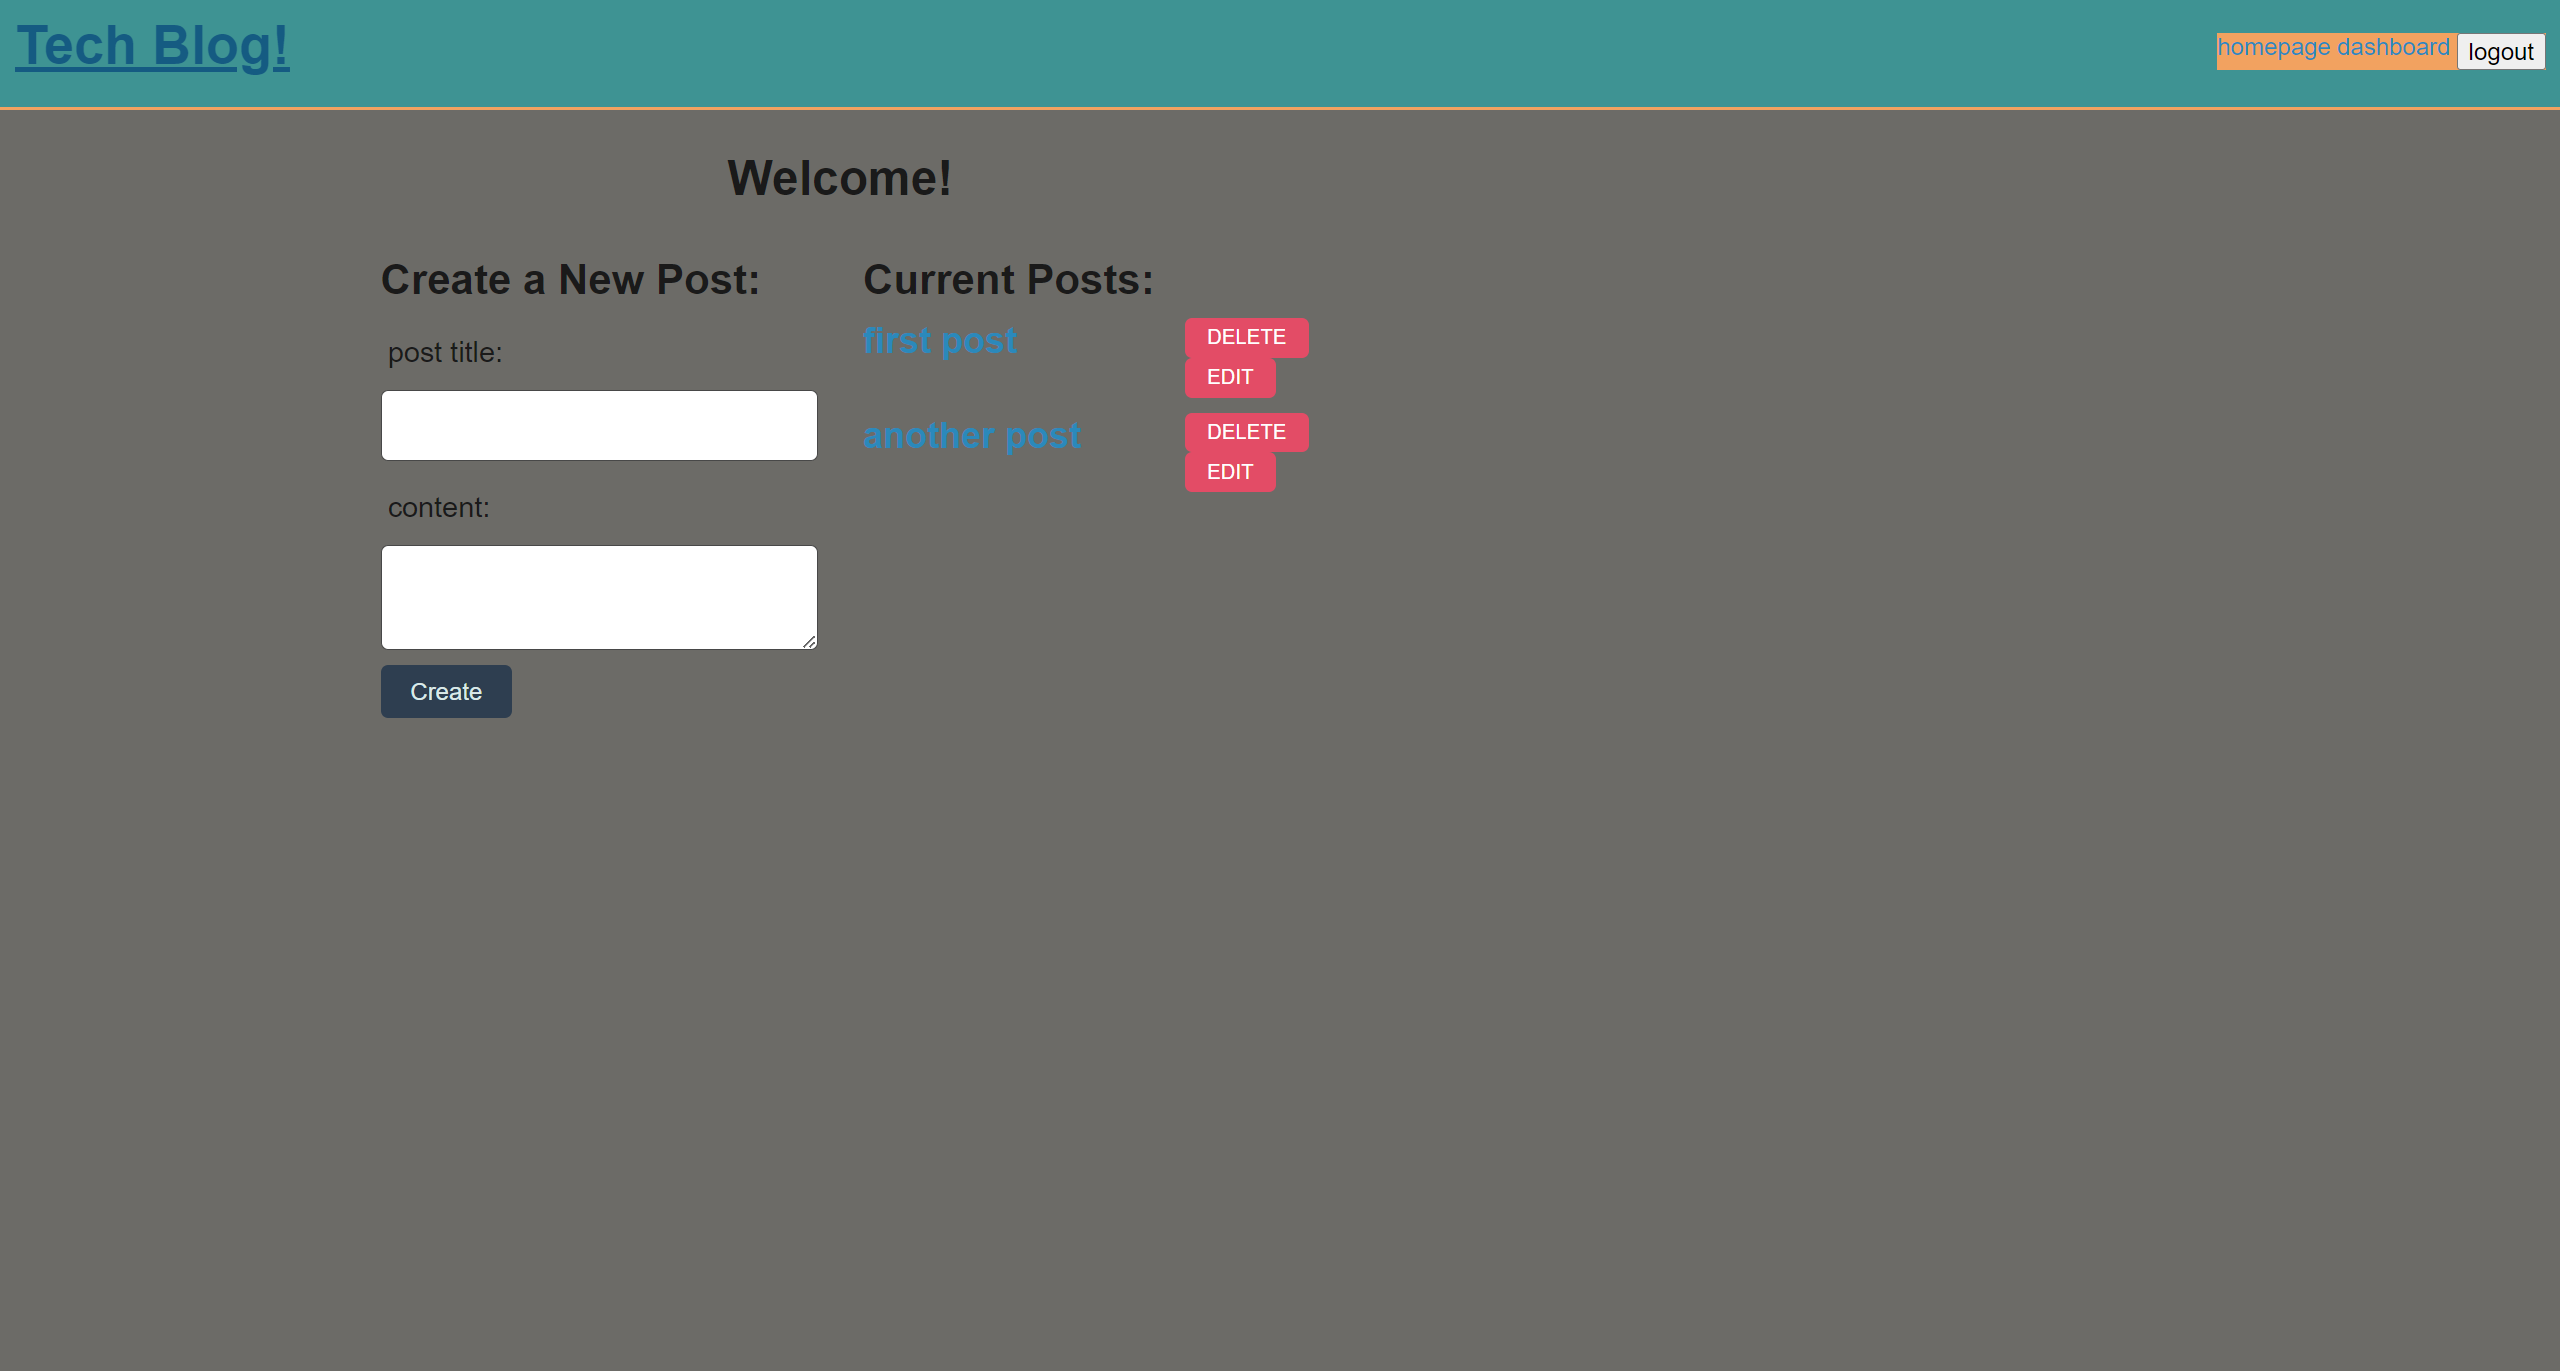 Tech Blog!
homepage dashboard logout
Welcome!
Create a New Post:
post title:
content:
Create
Current Posts:
first post
DELETE
EDIT
another post
DELETE
EDIT